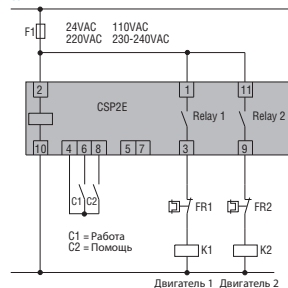 F1
24VAC 110VAC
220VAC 230-240VAC
2
1
11
CSP2E
Relay 1
Relay 2
10
4
6
8
5
7
3
9
C1
C2
FR1
FR2
C1 = Работа
C2 = Помощь
K1
K2
Двигатель 1
Двигатель 2